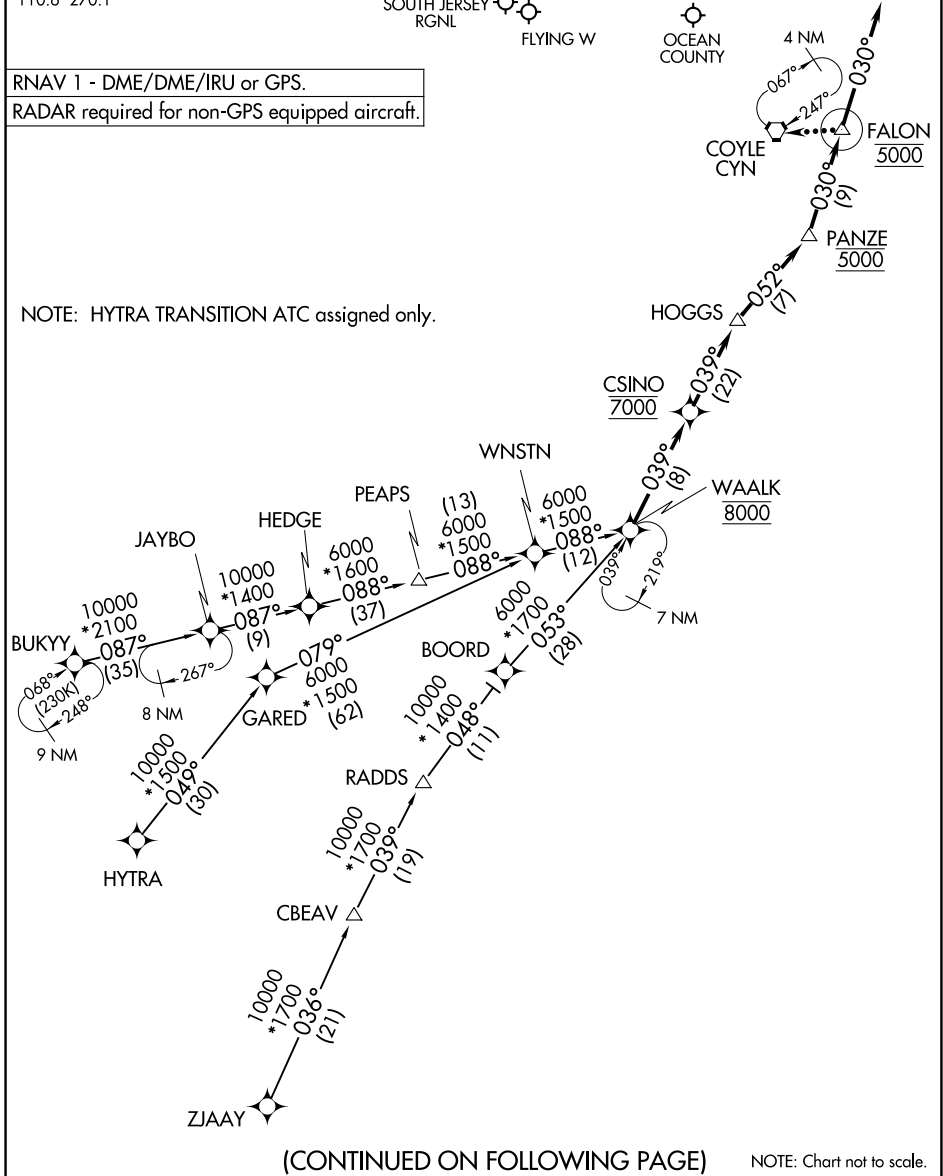 SOUTH JERSEY
RGNL
FLYING W
OCEAN
COUNTY
4 NM
030°
067°
247°
RNAV 1 - DME/DME/IRU or GPS.
RADAR required for non-GPS equipped aircraft.
COYLE
CYN
FALON
5000
030°
(9)
PANZE
5000
NOTE: HYTRA TRANSITION ATC assigned only.
HOGGS
052°
(7)
CSINO
7000
039°
(22)
WNSTN
039°
(8)
WAALK
8000
PEAPS
(13)
6000
*1500
088°
6000
*1500
088°
(12)
HEDGE
6000
*1600
088°
(37)
JAYBO
10000
*1400
087°
(9)
039°
219°
7 NM
10000
*2100
087°
(35)
BUKYY
068°
(230K)
248°
9 NM
267°
8 NM
079°
6000
*1500
(62)
GARED
6000
*1700
053°
(28)
BOORD
10000
*1400
048°
(11)
10000
*1500
049°
(30)
RADDS
HYTRA
10000
*1700
039°
(19)
CBEAV
10000
*1700
036°
(21)
ZJAAY
(CONTINUED ON FOLLOWING PAGE)
NOTE: Chart not to scale.